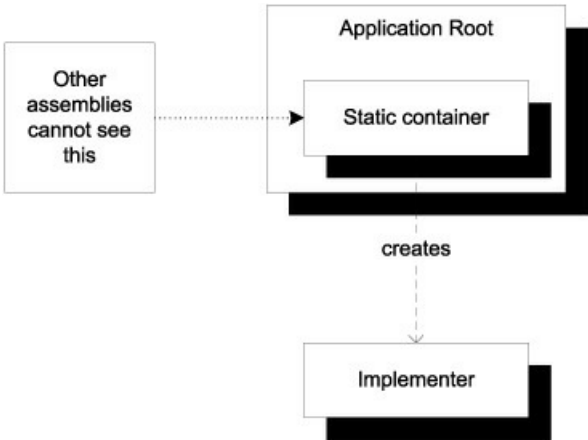 Application Root
Other
assemblies
cannot see
this
Static container
creates
Implementer